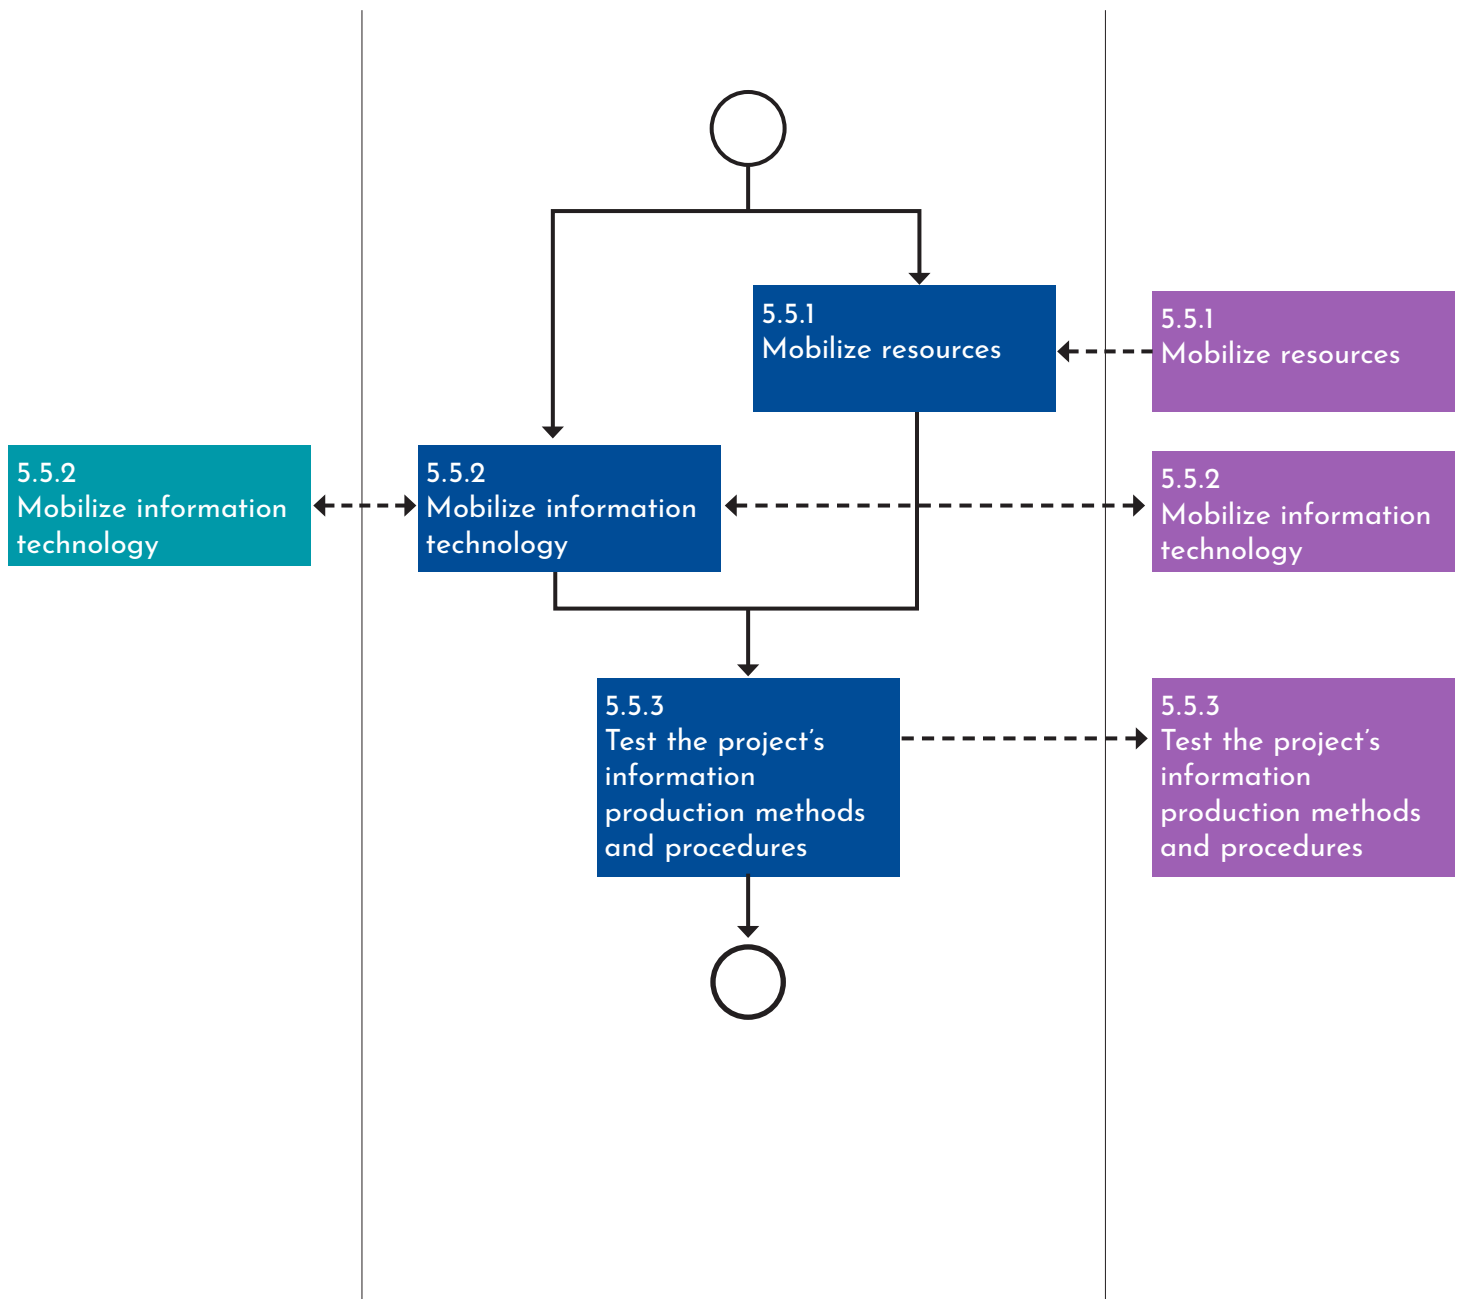 5.5.1
Mobilize resources
5.5.1
Mobilize resources
5.5.2
Mobilize information
technology
5.5.2
Mobilize information
technology
5.5.2
Mobilize information
technology
5.5.3
Test the project’s
information
production methods
and procedures
5.5.3
Test the project’s
information
production methods
and procedures